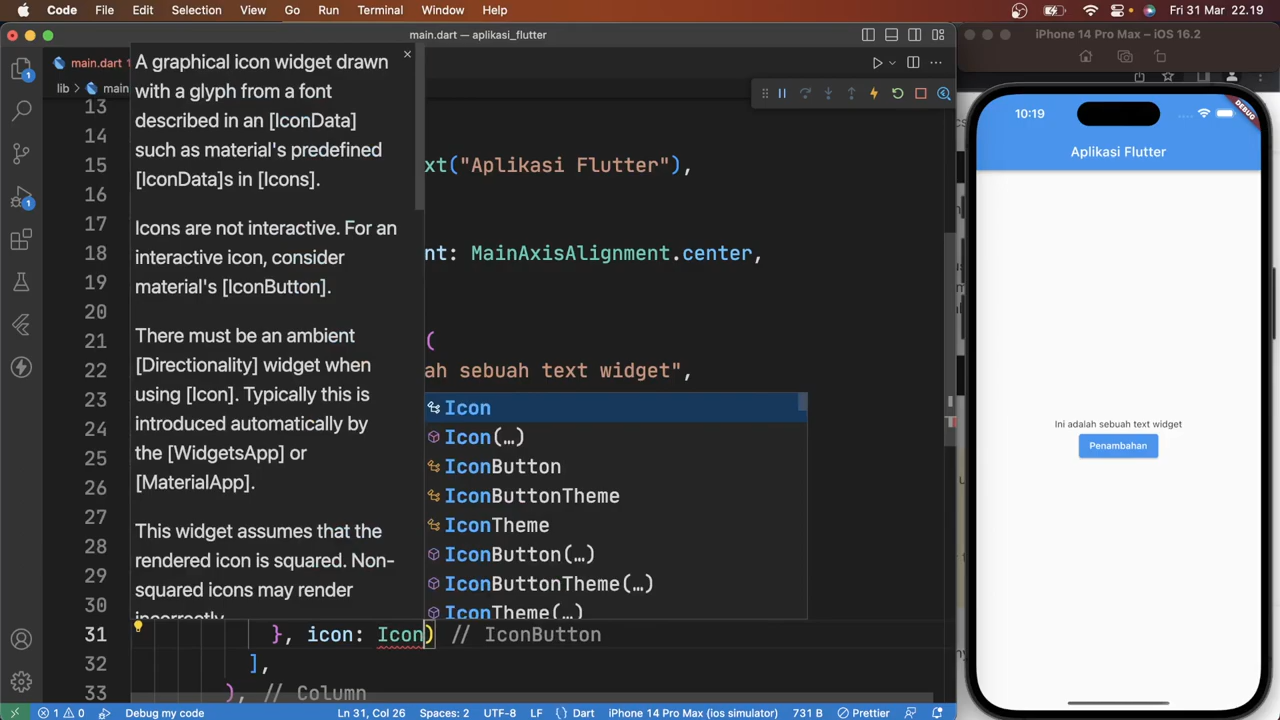 Code File Edit Selection View Go Run Terminal Window Help Fri 31 Mar 22.19
main.dart — aplikasi_flutter
iPhone 14 Pro Max – iOS 16.2
main.dart 1
lib > main
A graphical icon widget drawn
with a glyph from a font
described in an [IconData]
such as material's predefined
[IconData]s in [Icons].
Icons are not interactive. For an
interactive icon, consider
material's [IconButton].
There must be an ambient
[Directionality] widget when
using [Icon]. Typically this is
introduced automatically by
the [WidgetsApp] or
[MaterialApp].
This widget assumes that the
rendered icon is squared. Non-
squared icons may render
incorrectly.
13
14
15 xt("Aplikasi Flutter"),
16
17
18 nt: MainAxisAlignment.center,
19
20
21 (
22 ah sebuah text widget",
23
24
25
26
27
28
29
30
Icon
Icon(…)
IconButton
IconButtonTheme
IconTheme
IconButton(…)
IconButtonTheme(…)
IconTheme(…)
31 }, icon: Icon) // IconButton
32 ],
33 ), // Column
1 0 Debug my code Ln 31, Col 26 Spaces: 2 UTF-8 LF {} Dart iPhone 14 Pro Max (ios simulator) 731 B Prettier
1
1
10:19
DEBUG
Aplikasi Flutter
Ini adalah sebuah text widget
Penambahan